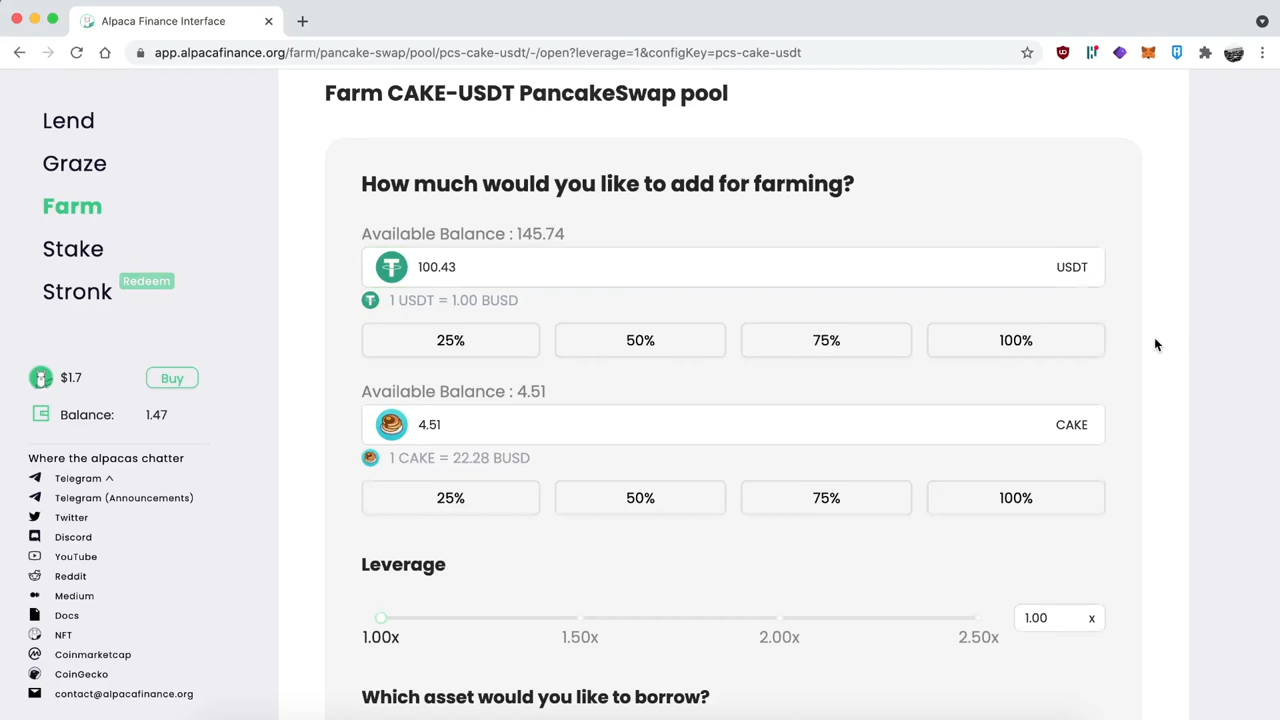 Alpaca Finance Interface
app.alpacafinance.org/farm/pancake-swap/pool/pcs-cake-usdt/-/open?leverage=1&configKey=pcs-cake-usdt
Lend
Graze
Farm
Stake
Stronk Redeem
$1.7 Buy
Balance: 1.47
Where the alpacas chatter
Telegram
Telegram (Announcements)
Twitter
Discord
YouTube
Reddit
Medium
Docs
NFT
Coinmarketcap
CoinGecko
contact@alpacafinance.org
Farm CAKE-USDT PancakeSwap pool
How much would you like to add for farming?
Available Balance : 145.74
100.43 USDT
1 USDT = 1.00 BUSD
25% 50% 75% 100%
Available Balance : 4.51
4.51 CAKE
1 CAKE = 22.28 BUSD
25% 50% 75% 100%
Leverage
1.00 x
1.00x 1.50x 2.00x 2.50x
Which asset would you like to borrow?